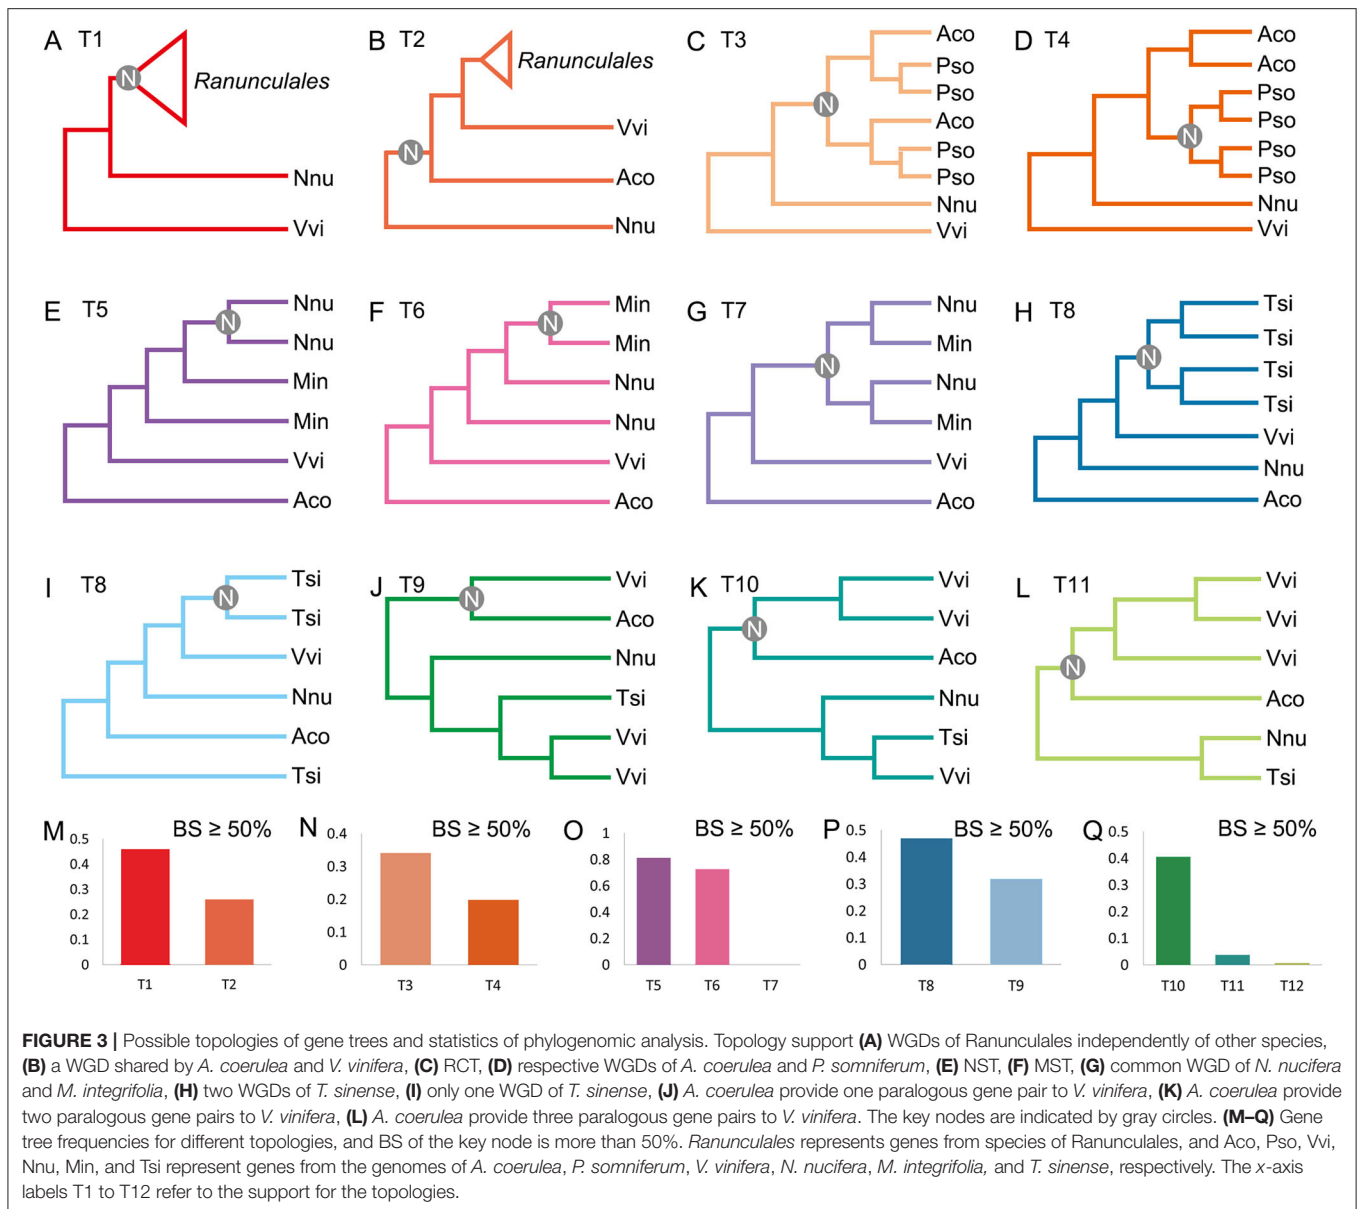 A T1
Ranunculales
Nnu
Vvi
B T2
Ranunculales
Vvi
Aco
Nnu
C T3
Aco
Pso
Pso
Aco
Pso
Pso
Nnu
Vvi
D T4
Aco
Aco
Pso
Pso
Pso
Pso
Nnu
Vvi
N
N
N
N
E T5
Nnu
Nnu
Min
Min
Vvi
Aco
F T6
Min
Min
Nnu
Nnu
Vvi
Aco
G T7
Nnu
Min
Nnu
Min
Vvi
Aco
H T8
Tsi
Tsi
Tsi
Tsi
Vvi
Nnu
Aco
N
N
N
N
I T8
Tsi
Tsi
Vvi
Nnu
Aco
Tsi
J T9
Vvi
Aco
Nnu
Tsi
Vvi
Vvi
K T10
Vvi
Vvi
Aco
Nnu
Tsi
Vvi
L T11
Vvi
Vvi
Vvi
Aco
Nnu
Tsi
N
N
N
N
M BS ≥ 50%
0.5
0.4
0.3
0.2
0.1
0
T1 T2
N BS ≥ 50%
0.4
0.3
0.2
0.1
0
T3 T4
O BS ≥ 50%
1
0.8
0.6
0.4
0.2
0
T5 T6 T7
P BS ≥ 50%
0.5
0.4
0.3
0.2
0.1
0
T8 T9
Q BS ≥ 50%
0.5
0.4
0.3
0.2
0.1
0
T10 T11 T12
FIGURE 3 | Possible topologies of gene trees and statistics of phylogenomic analysis. Topology support (A) WGDs of Ranunculales independently of other species,
(B) a WGD shared by A. coerulea and V. vinifera, (C) RCT, (D) respective WGDs of A. coerulea and P. somniferum, (E) NST, (F) MST, (G) common WGD of N. nucifera
and M. integrifolia, (H) two WGDs of T. sinense, (I) only one WGD of T. sinense, (J) A. coerulea provide one paralogous gene pair to V. vinifera, (K) A. coerulea provide
two paralogous gene pairs to V. vinifera, (L) A. coerulea provide three paralogous gene pairs to V. vinifera. The key nodes are indicated by gray circles. (M–Q) Gene
tree frequencies for different topologies, and BS of the key node is more than 50%. Ranunculales represents genes from species of Ranunculales, and Aco, Pso, Vvi,
Nnu, Min, and Tsi represent genes from the genomes of A. coerulea, P. somniferum, V. vinifera, N. nucifera, M. integrifolia, and T. sinense, respectively. The x-axis
labels T1 to T12 refer to the support for the topologies.